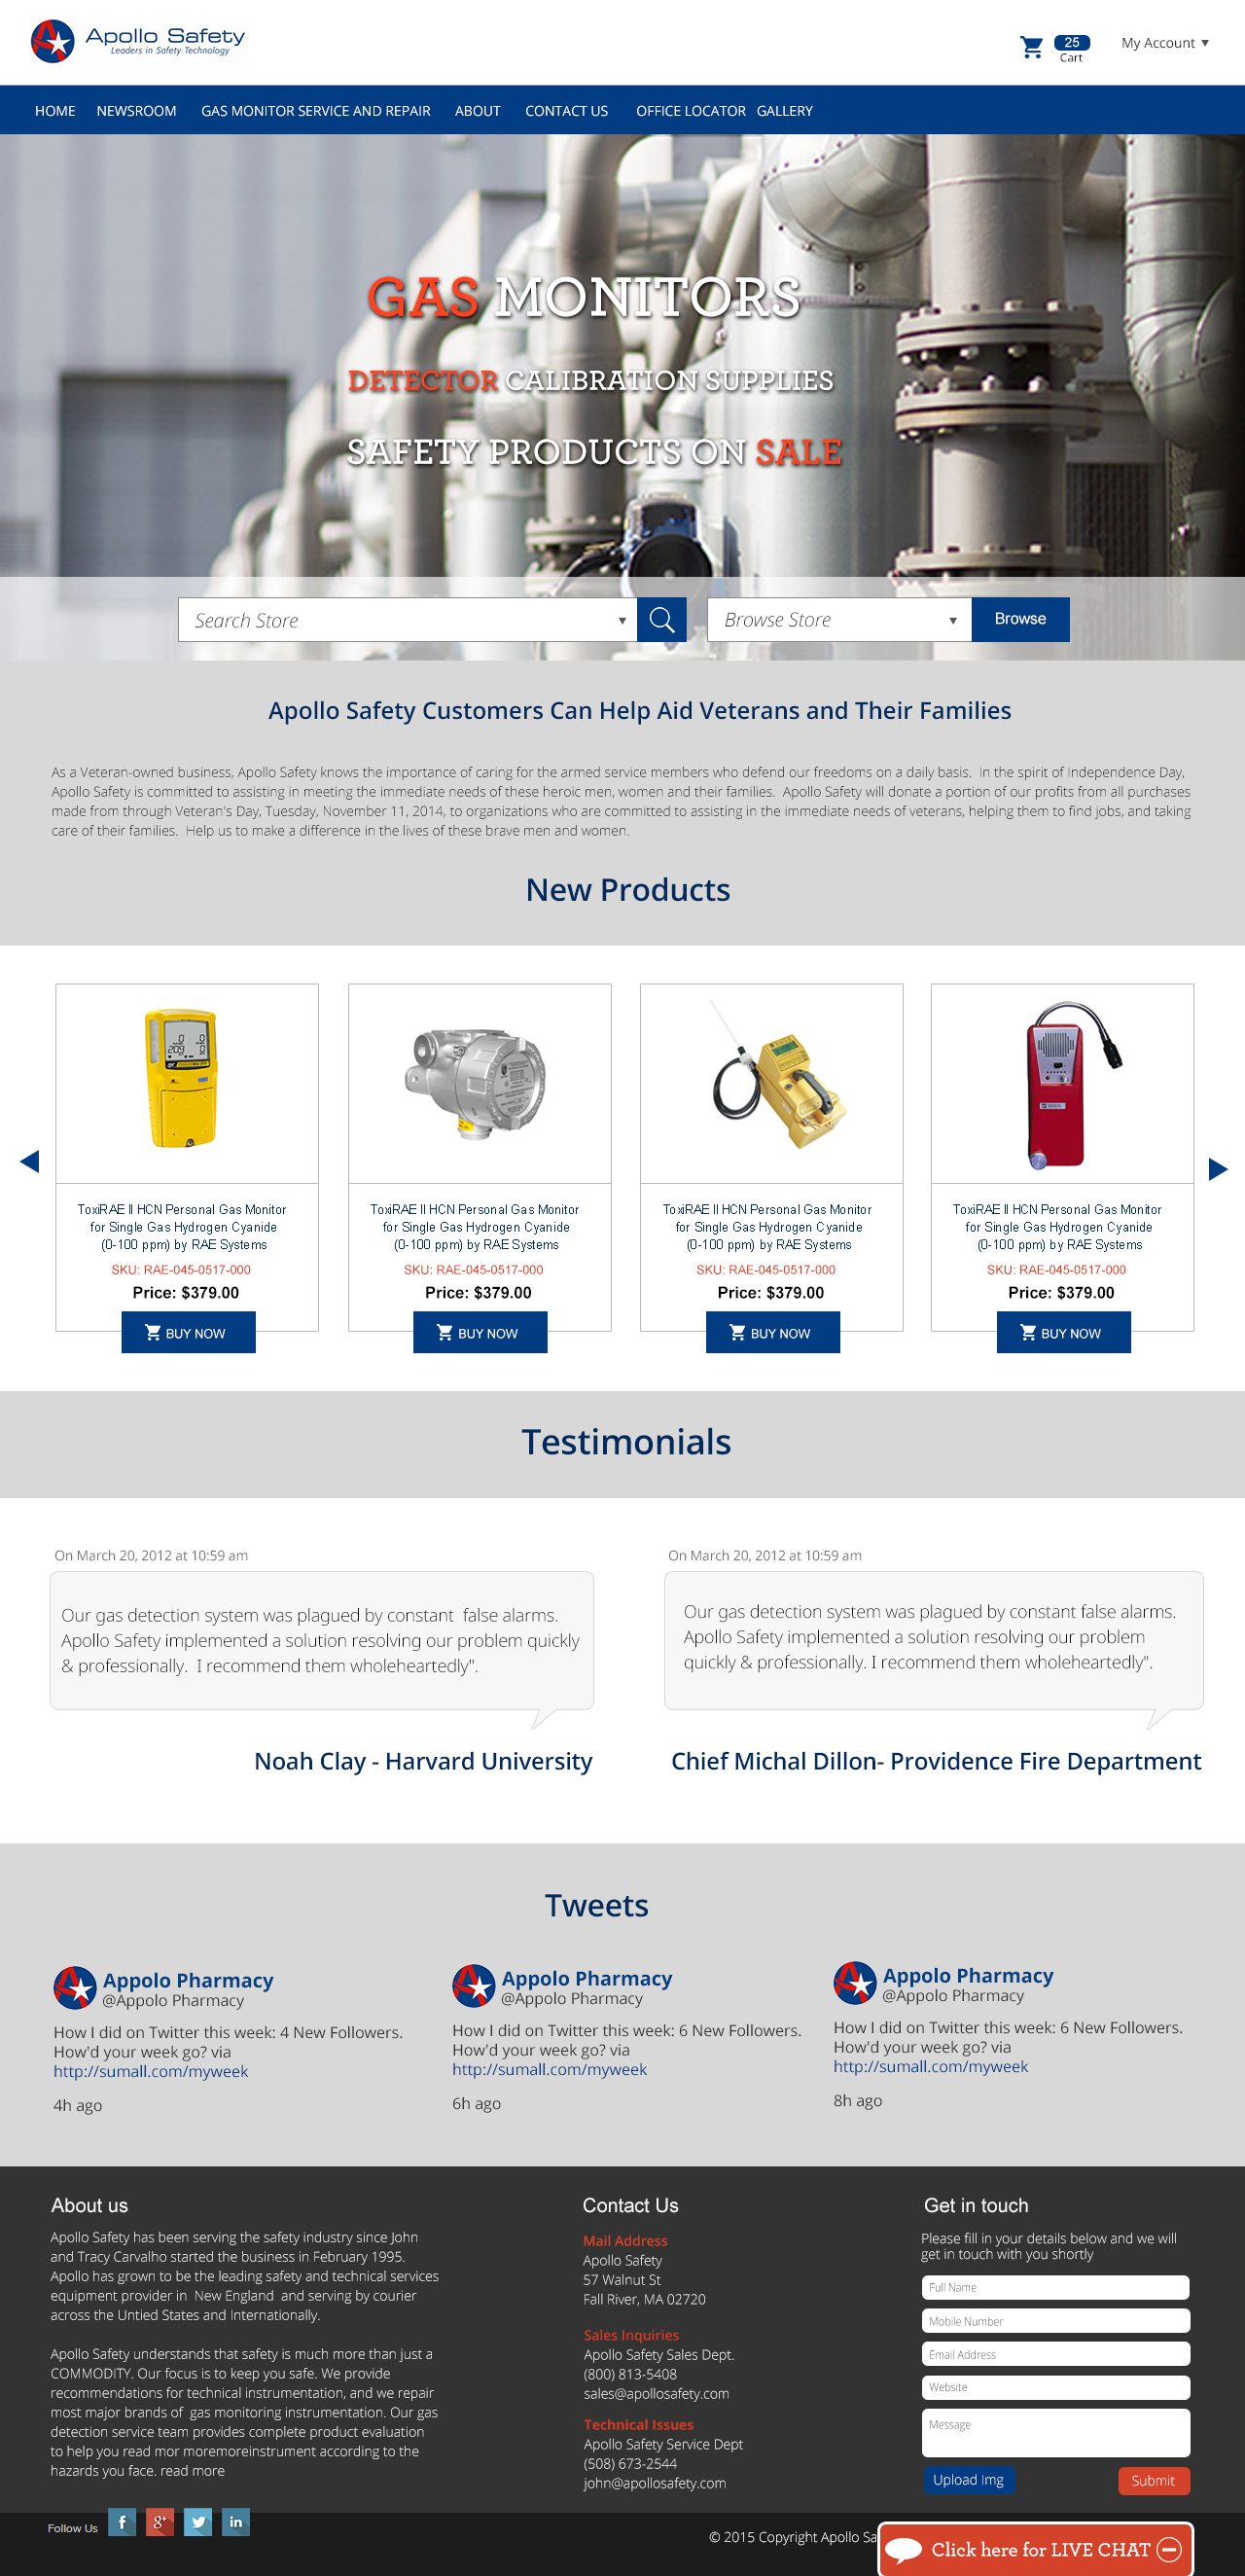 Apollo Safety
Leaders in Safety Technology
25
Cart
My Account
HOME NEWSROOM GAS MONITOR SERVICE AND REPAIR ABOUT CONTACT US OFFICE LOCATOR GALLERY
GAS MONITORS
DETECTOR CALIBRATION SUPPLIES
SAFETY PRODUCTS ON SALE
Search Store
Browse Store
Browse
Apollo Safety Customers Can Help Aid Veterans and Their Families
As a Veteran-owned business, Apollo Safety knows the importance of caring for the armed service members who defend our freedoms on a daily basis. In the spirit of Independence Day,
Apollo Safety is committed to assisting in meeting the immediate needs of these heroic men, women and their families. Apollo Safety will donate a portion of our profits from all purchases
made from through Veteran's Day, Tuesday, November 11, 2014, to organizations who are committed to assisting in the immediate needs of veterans, helping them to find jobs, and taking
care of their families. Help us to make a difference in the lives of these brave men and women.
New Products
ToxiRAE II HCN Personal Gas Monitor
for Single Gas Hydrogen Cyanide
(0-100 ppm) by RAE Systems
SKU: RAE-045-0517-000
Price: $379.00
BUY NOW
ToxiRAE II HCN Personal Gas Monitor
for Single Gas Hydrogen Cyanide
(0-100 ppm) by RAE Systems
SKU: RAE-045-0517-000
Price: $379.00
BUY NOW
ToxiRAE II HCN Personal Gas Monitor
for Single Gas Hydrogen Cyanide
(0-100 ppm) by RAE Systems
SKU: RAE-045-0517-000
Price: $379.00
BUY NOW
ToxiRAE II HCN Personal Gas Monitor
for Single Gas Hydrogen Cyanide
(0-100 ppm) by RAE Systems
SKU: RAE-045-0517-000
Price: $379.00
BUY NOW
Testimonials
On March 20, 2012 at 10:59 am
Our gas detection system was plagued by constant false alarms.
Apollo Safety implemented a solution resolving our problem quickly
& professionally. I recommend them wholeheartedly".
Noah Clay - Harvard University
On March 20, 2012 at 10:59 am
Our gas detection system was plagued by constant false alarms.
Apollo Safety implemented a solution resolving our problem
quickly & professionally. I recommend them wholeheartedly".
Chief Michal Dillon- Providence Fire Department
Tweets
Appolo Pharmacy
@Appolo Pharmacy
How I did on Twitter this week: 4 New Followers.
How'd your week go? via
http://sumall.com/myweek
4h ago
Appolo Pharmacy
@Appolo Pharmacy
How I did on Twitter this week: 6 New Followers.
How'd your week go? via
http://sumall.com/myweek
6h ago
Appolo Pharmacy
@Appolo Pharmacy
How I did on Twitter this week: 6 New Followers.
How'd your week go? via
http://sumall.com/myweek
8h ago
About us
Apollo Safety has been serving the safety industry since John
and Tracy Carvalho started the business in February 1995.
Apollo has grown to be the leading safety and technical services
equipment provider in New England and serving by courier
across the Untied States and Internationally.
Apollo Safety understands that safety is much more than just a
COMMODITY. Our focus is to keep you safe. We provide
recommendations for technical instrumentation, and we repair
most major brands of gas monitoring instrumentation. Our gas
detection service team provides complete product evaluation
to help you read mor moremoreinstrument according to the
hazards you face. read more
Contact Us
Mail Address
Apollo Safety
57 Walnut St
Fall River, MA 02720
Sales Inquiries
Apollo Safety Sales Dept.
(800) 813-5408
sales@apollosafety.com
Technical Issues
Apollo Safety Service Dept
(508) 673-2544
john@apollosafety.com
Get in touch
Please fill in your details below and we will
get in touch with you shortly
Full Name
Mobile Number
Email Address
Website
Message
Upload Img
Submit
Follow Us
f
g+
in
© 2015 Copyright Apollo Sa
Click here for LIVE CHAT